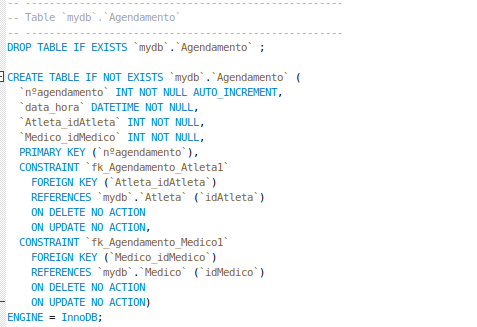 -- -----------------------------------------------------
-- Table `mydb`.`Agendamento`
-- -----------------------------------------------------
DROP TABLE IF EXISTS `mydb`.`Agendamento` ;

CREATE TABLE IF NOT EXISTS `mydb`.`Agendamento` (
  `nºagendamento` INT NOT NULL AUTO_INCREMENT,
  `data_hora` DATETIME NOT NULL,
  `Atleta_idAtleta` INT NOT NULL,
  `Medico_idMedico` INT NOT NULL,
  PRIMARY KEY (`nºagendamento`),
  CONSTRAINT `fk_Agendamento_Atleta1`
    FOREIGN KEY (`Atleta_idAtleta`)
    REFERENCES `mydb`.`Atleta` (`idAtleta`)
    ON DELETE NO ACTION
    ON UPDATE NO ACTION,
  CONSTRAINT `fk_Agendamento_Medico1`
    FOREIGN KEY (`Medico_idMedico`)
    REFERENCES `mydb`.`Medico` (`idMedico`)
    ON DELETE NO ACTION
    ON UPDATE NO ACTION)
ENGINE = InnoDB;